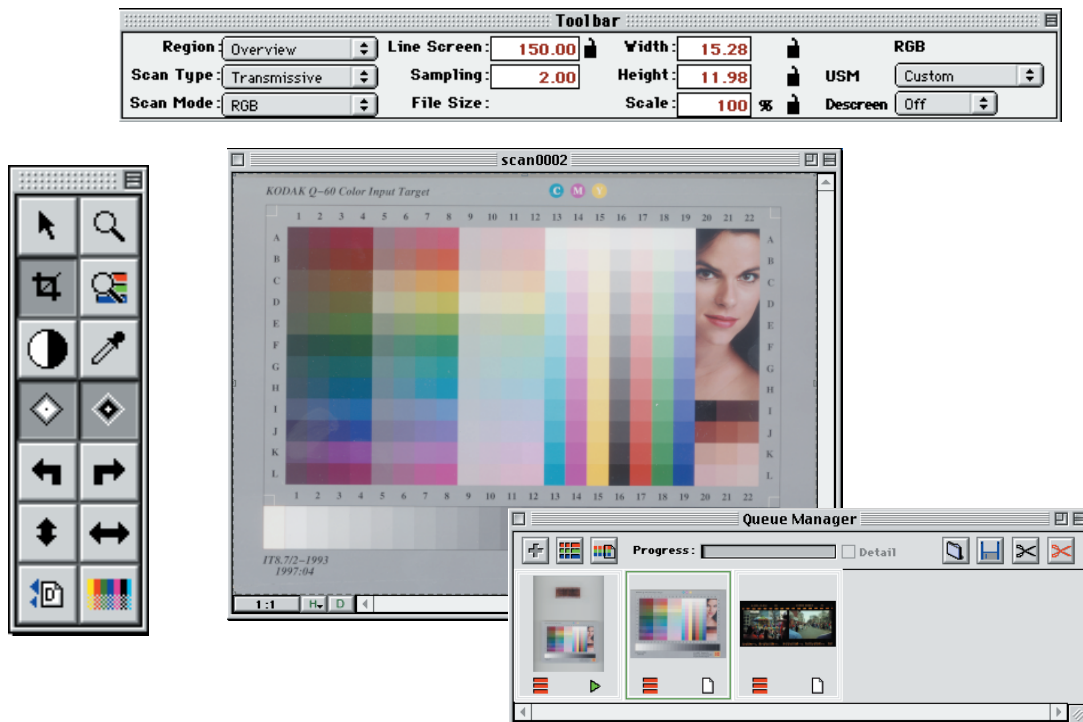 Toolbar
Region: Overview Line Screen: 150.00 Width: 15.28 RGB
Scan Type: Transmissive Sampling: 2.00 Height: 11.98 USM Custom
Scan Mode: RGB File Size: Scale: 100 % Descreen Off
scan0002
KODAK Q-60 Color Input Target C M Y
1 2 3 4 5 6 7 8 9 10 11 12 13 14 15 16 17 18 19 20 21 22
A A
B B
C C
D D
E E
F F
G G
H H
I I
J J
K K
L L
1 2 3 4 5 6 7 8 9 10 11 12 13 14 15 16 17 18 19 20 21 22
IT8.7/2-1993
1997:04
1:1 H D
D
Queue Manager
Progress: Detail